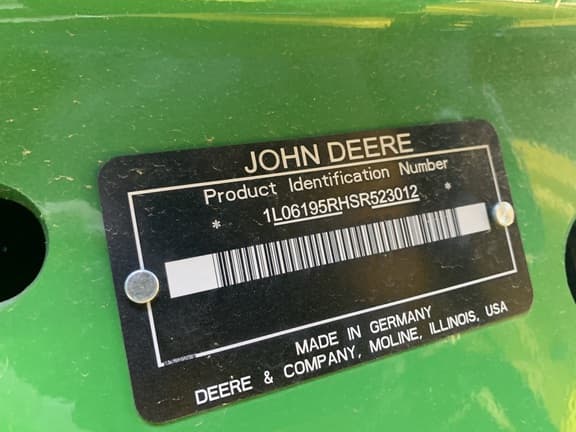 JOHN DEERE
Product Identification Number
* 1L06195RHSR523012 *
MADE IN GERMANY
DEERE & COMPANY, MOLINE, ILLINOIS, USA